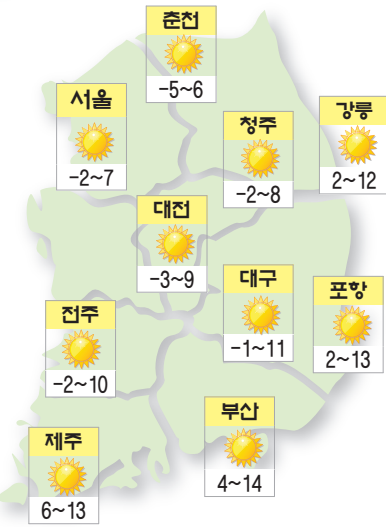 춘천
-5~6
서울
-2~7
청주
-2~8
강릉
2~12
대전
-3~9
대구
-1~11
포항
2~13
전주
-2~10
부산
4~14
제주
6~13